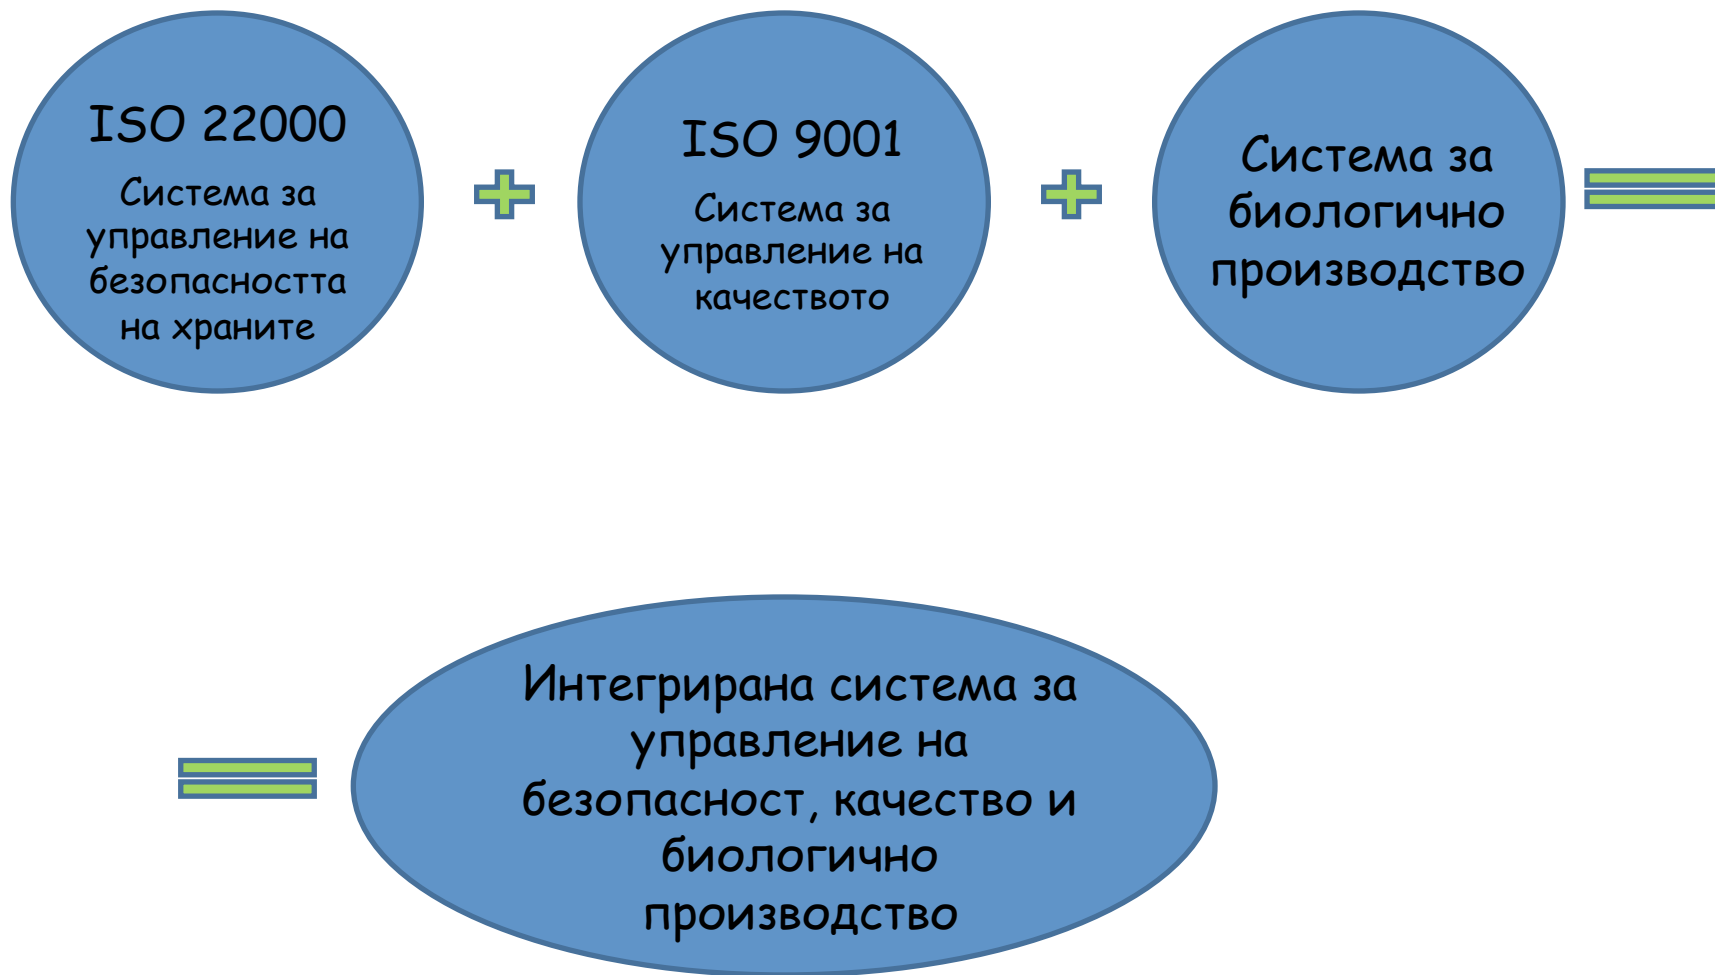 ISO 22000
Система за
управление на
безопасността
на храните
ISO 9001
Система за
управление на
качеството
Система за
биологично
производство
Интегрирана система за
управление на
безопасност, качество и
биологично
производство